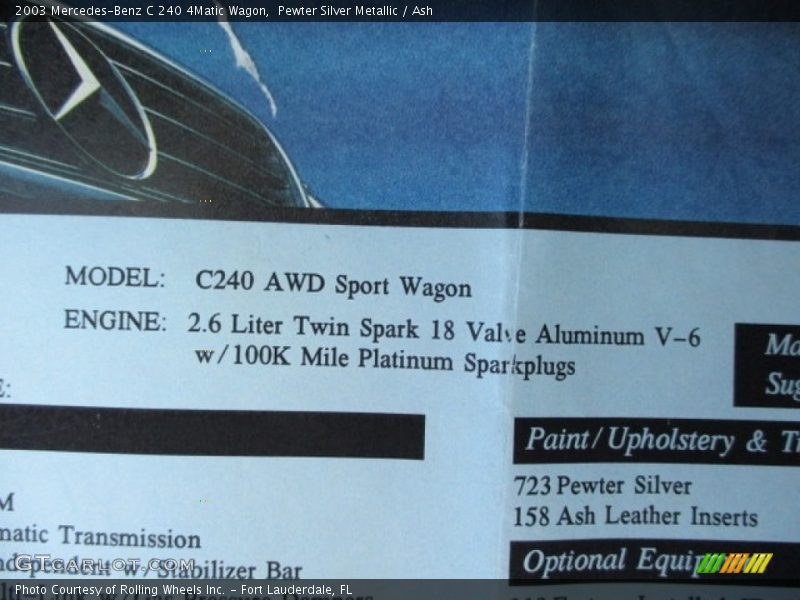 2003 Mercedes-Benz C 240 4Matic Wagon, Pewter Silver Metallic / Ash
MODEL: C240 AWD Sport Wagon
ENGINE: 2.6 Liter Twin Spark 18 Valve Aluminum V-6
w/100K Mile Platinum Sparkplugs
Paint/Upholstery &
723 Pewter Silver
158 Ash Leather Inserts
Optional
M
matic Transmission
w/Stabilizer Bar
GTcarlot.com
Photo Courtesy of Rolling Wheels Inc. - Fort Lauderdale, FL